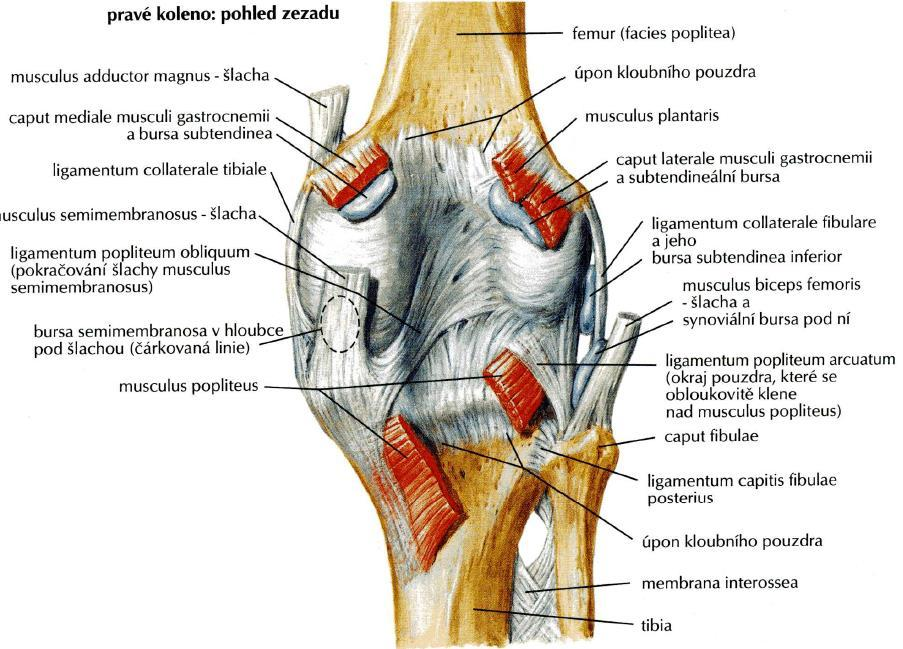 pravé koleno: pohled zezadu
musculus adductor magnus - šlacha
caput mediale musculi gastrocnemii
a bursa subtendinea
ligamentum collaterale tibiale
usculus semimembranosus - šlacha
ligamentum popliteum obliquum
(pokračování šlachy musculus
semimembranosus)
bursa semimembranosa v hloubce
pod šlachou (čárkovaná linie)
musculus popliteus
femur (facies poplitea)
úpon kloubního pouzdra
musculus plantaris
caput laterale musculi gastrocnemii
a subtendineální bursa
ligamentum collaterale fibulare
a jeho
bursa subtendinea inferior
musculus biceps femoris
- šlacha a
synoviální bursa pod ní
ligamentum popliteum arcuatum
(okraj pouzdra, které se
obloukovitě klene
nad musculus popliteus)
caput fibulae
ligamentum capitis fibulae
posterius
úpon kloubního pouzdra
membrana interossea
tibia